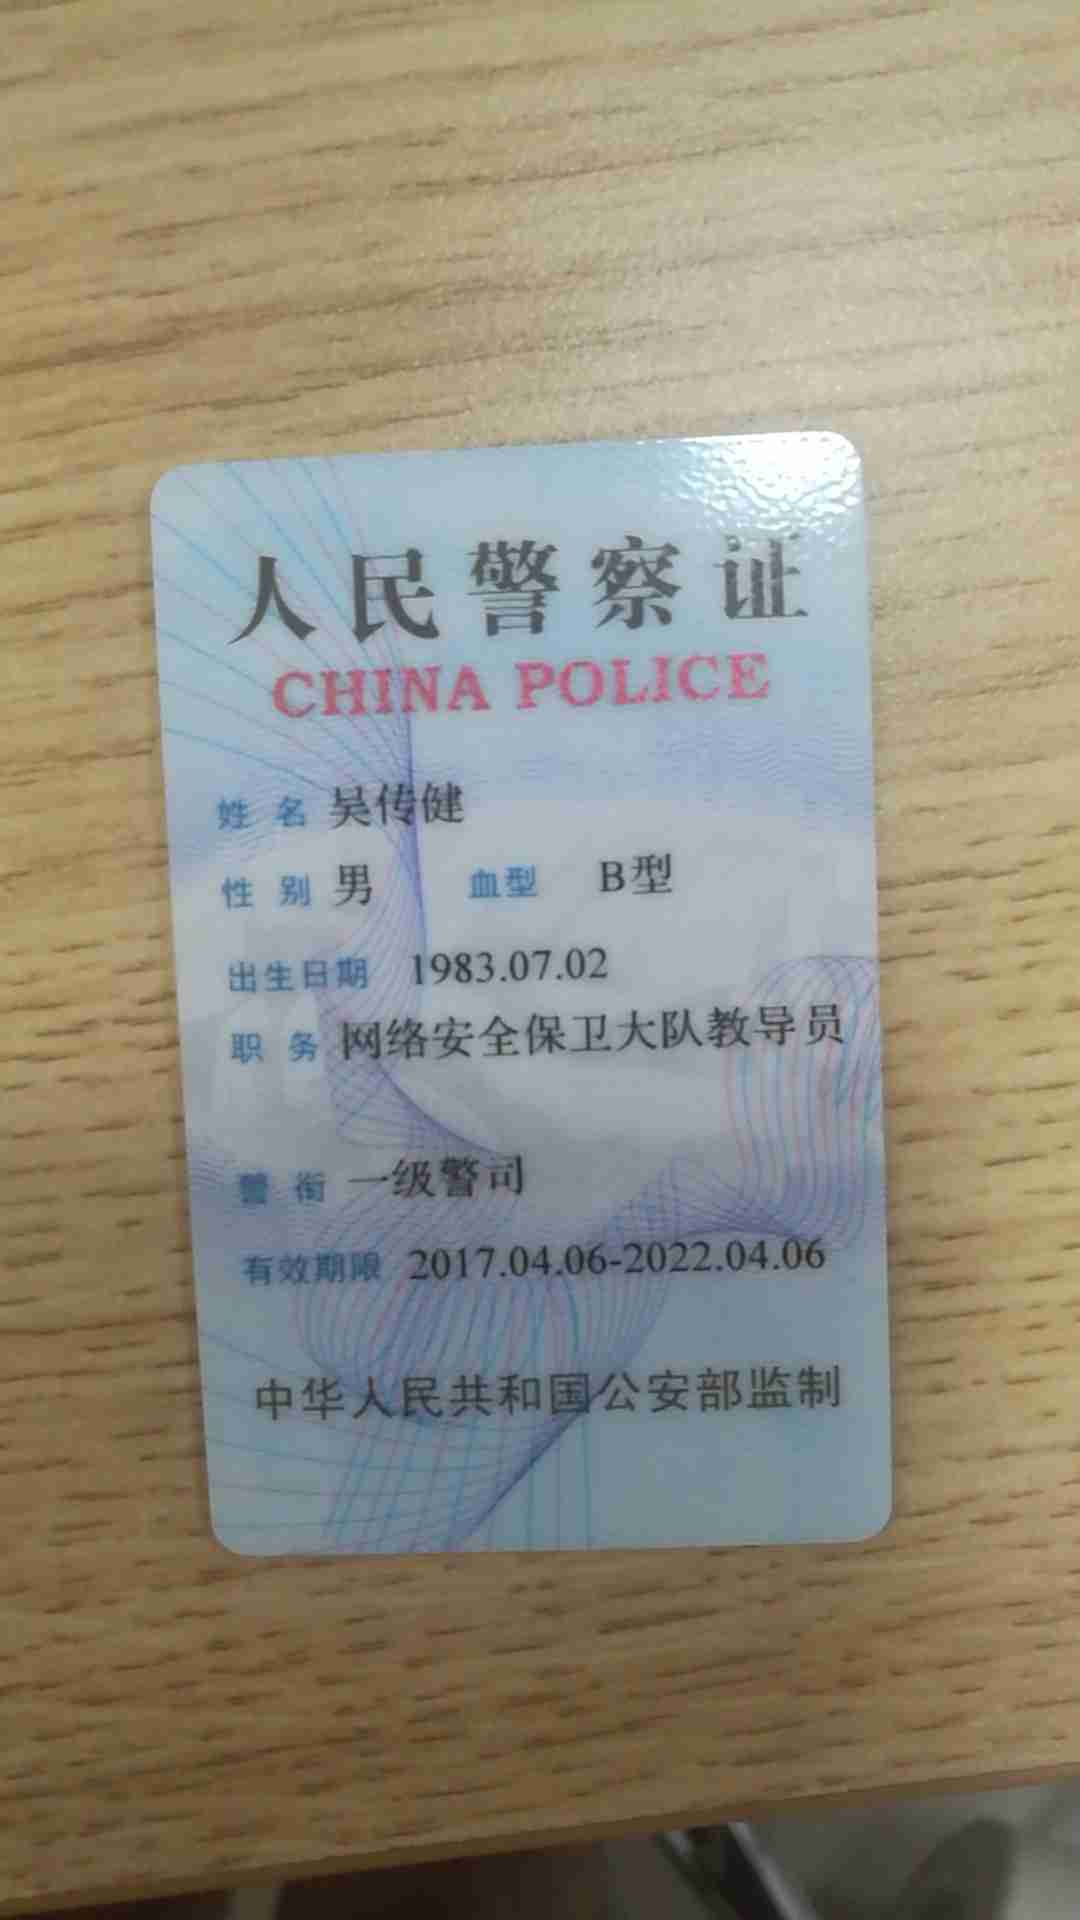 人民警察证
CHINA POLICE
姓 名 吴传健
性 别 男 血型 B型
出生日期 1983.07.02
职 务 网络安全保卫大队教导员
警 衔 一级警司
有效期限 2017.04.06-2022.04.06
中华人民共和国公安部监制